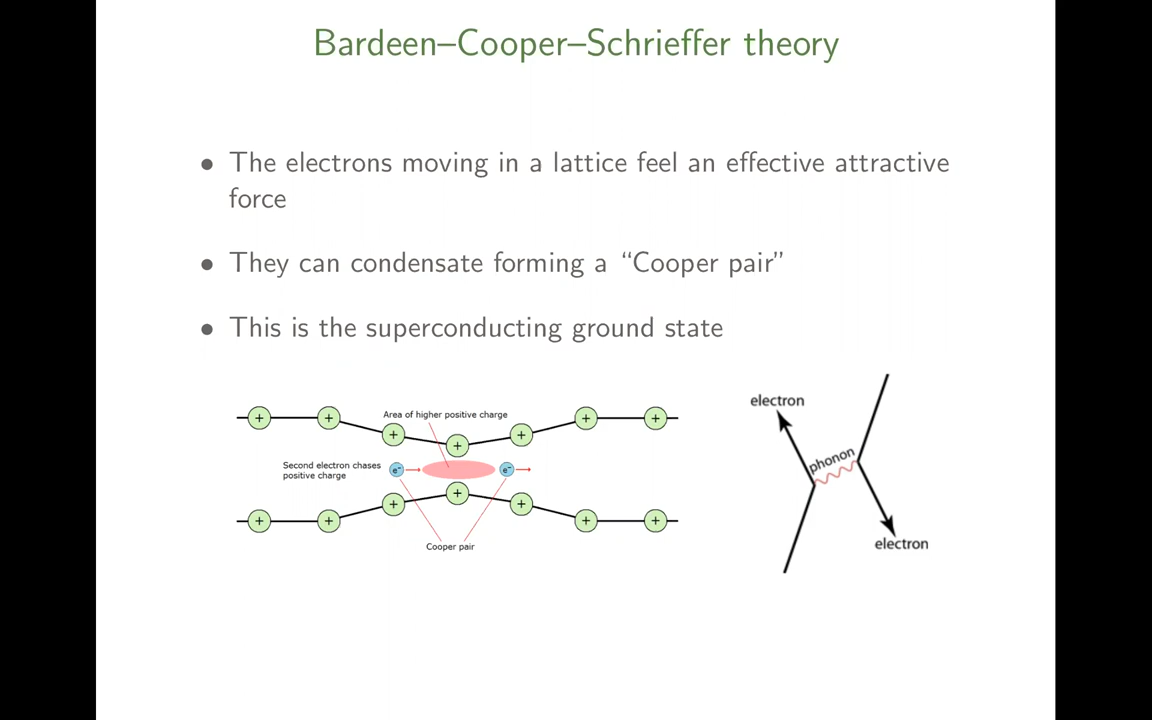 Bardeen–Cooper–Schrieffer theory
• The electrons moving in a lattice feel an effective attractive
force
• They can condensate forming a “Cooper pair”
• This is the superconducting ground state
Area of higher positive charge
+ + + + + + +
Second electron chases
positive charge
e⁻ e⁻
+ + + + + + +
Cooper pair
electron
phonon
electron